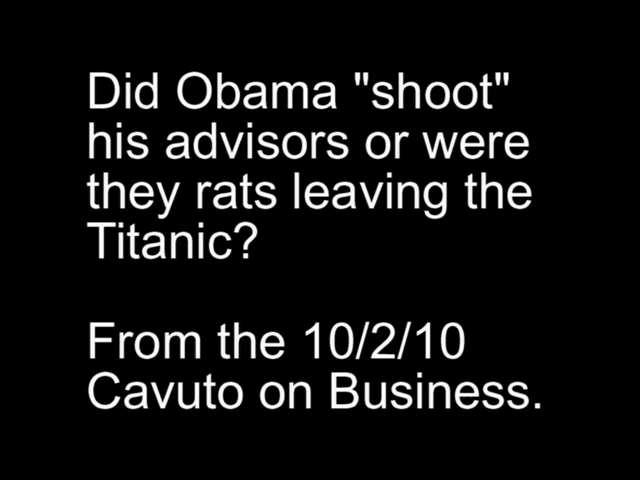 Did Obama "shoot"
his advisors or were
they rats leaving the
Titanic?
From the 10/2/10
Cavuto on Business.